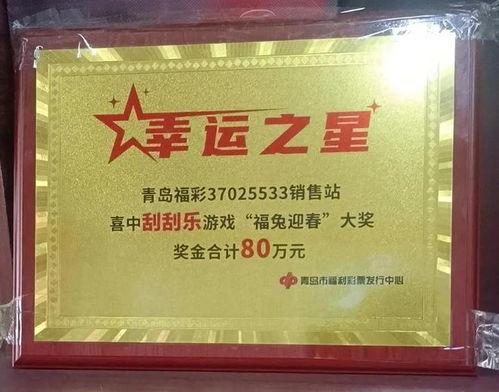 幸运之星
青岛福彩37025533销售站
喜中刮刮乐游戏“福兔迎春”大奖
奖金合计80万元
青岛市福利彩票发行中心